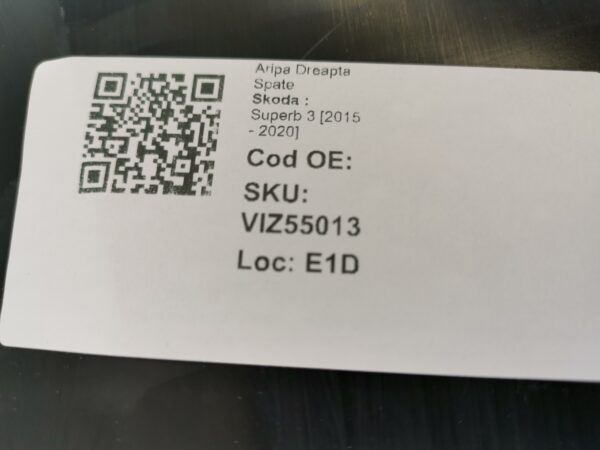 Aripa Dreapta
Spate
Skoda :
Superb 3 [2015
- 2020]
Cod OE:
SKU:
VIZ55013
Loc: E1D